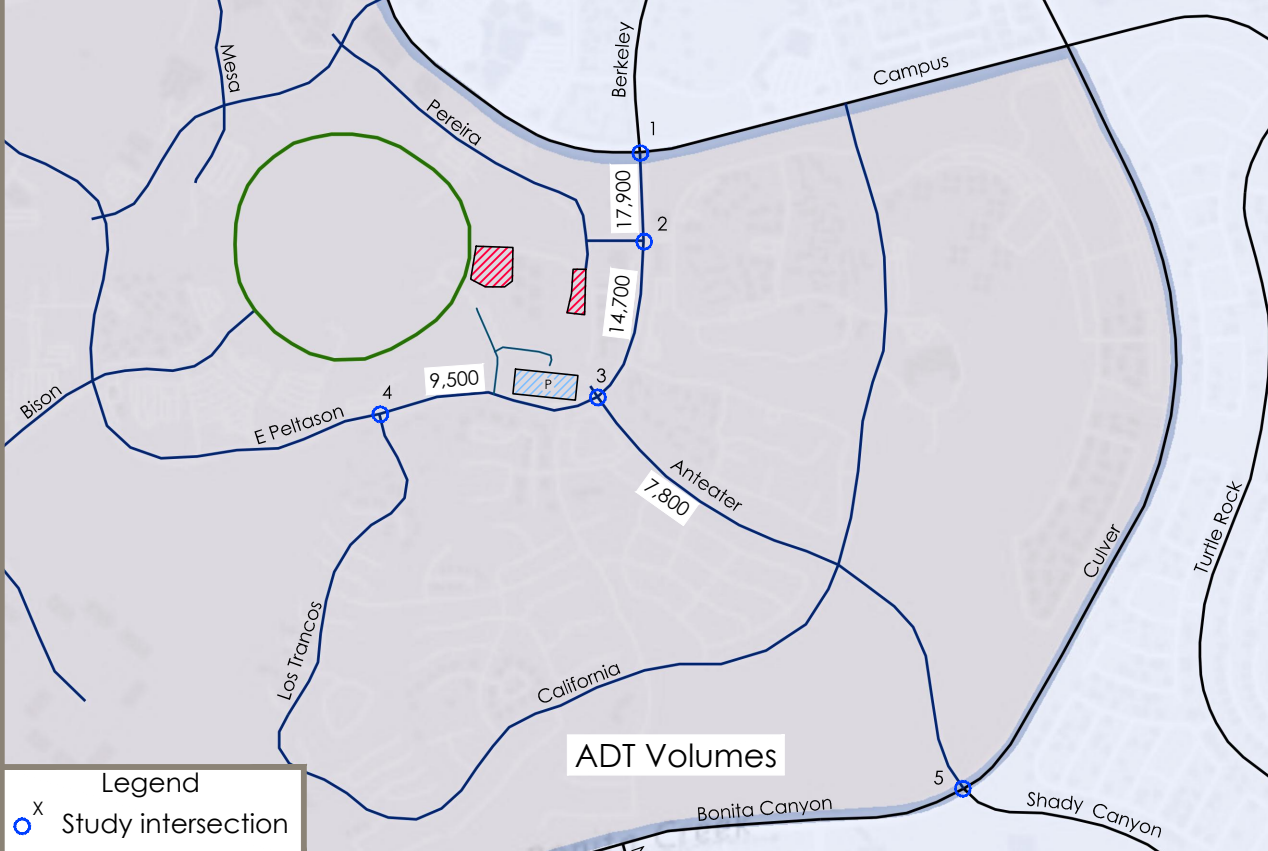 Mesa
Berkeley
Campus
Pereira
1
17,900
2
14,700
3
9,500
4
P
Bison
E Peltason
Anteater
7,800
Culver
Turtle Rock
Los Trancos
California
ADT Volumes
5
Bonita Canyon
Shady Canyon
Legend
X
Study intersection